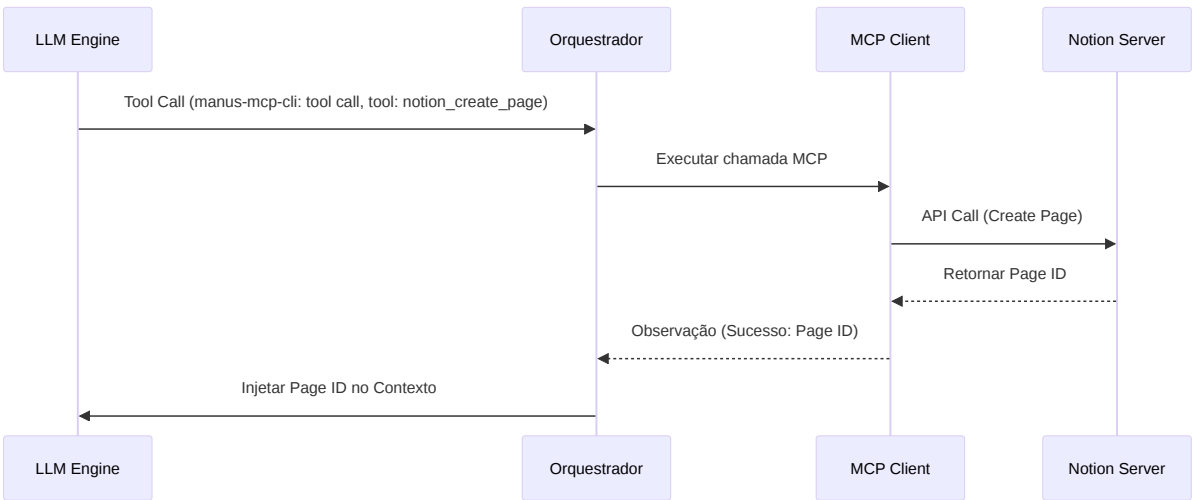 LLM Engine
Orquestrador
MCP Client
Notion Server
Tool Call (manus-mcp-cli: tool call, tool: notion_create_page)
Executar chamada MCP
API Call (Create Page)
Retornar Page ID
Observação (Sucesso: Page ID)
Injetar Page ID no Contexto
LLM Engine
Orquestrador
MCP Client
Notion Server